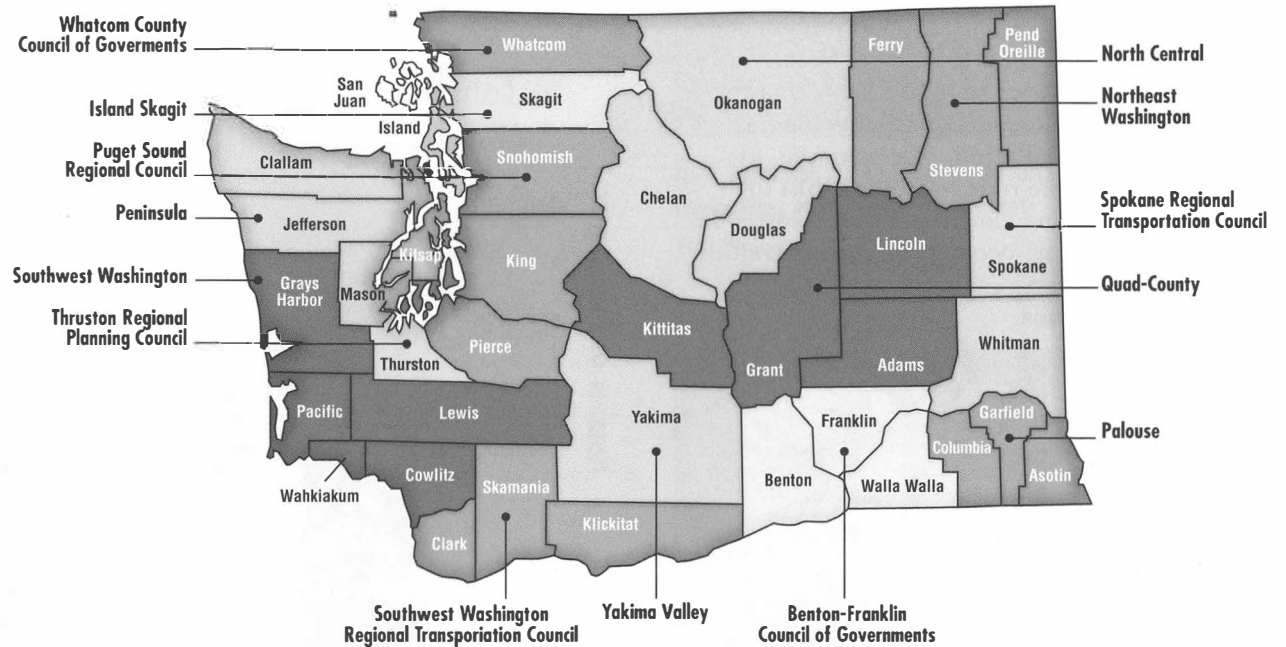 Whatcom County
Council of Goverments
Island Skagit
Puget Sound
Regional Council
Peninsula
Southwest Washington
Thruston Regional
Planning Council
San
Juan
Island
Whatcom
Skagit
Snohomish
Clallam
Jefferson
Kitsap
King
Grays
Harbor
Mason
Thurston
Pierce
Pacific
Lewis
Wahkiakum
Cowlitz
Skamania
Clark
Klickitat
Yakima
Kittitas
Chelan
Douglas
Okanogan
Ferry
Pend
Oreille
Stevens
Lincoln
Spokane
Grant
Adams
Whitman
Franklin
Benton
Walla Walla
Columbia
Garfield
Asotin
North Central
Northeast
Washington
Spokane Regional
Transportation Council
Quad-County
Palouse
Southwest Washington
Regional Transporiation Council
Yakima Valley
Benton-Franklin
Council of Governments